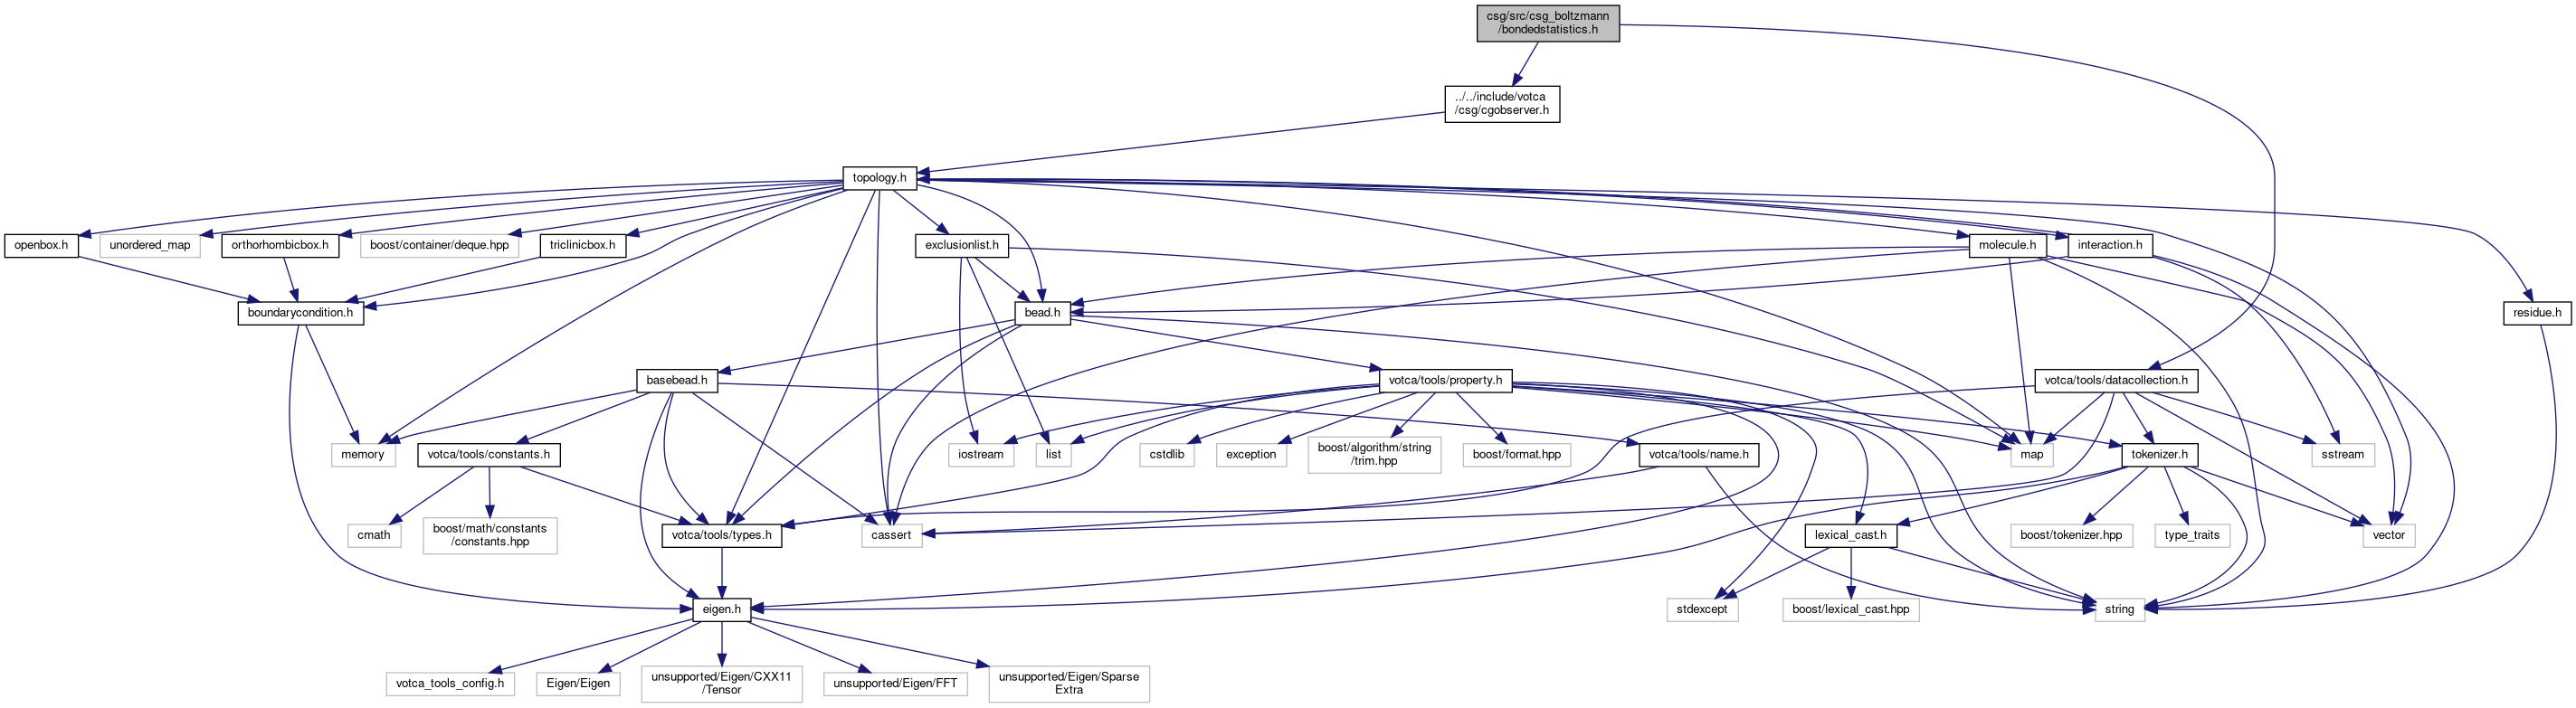 csg/src/csg_boltzmann
/bondedstatistics.h
../../include/votca
/csg/cgobserver.h
topology.h
openbox.h
unordered_map
orthorhombicbox.h
boost/container/deque.hpp
triclinicbox.h
exclusionlist.h
molecule.h
interaction.h
boundarycondition.h
bead.h
residue.h
basebead.h
votca/tools/property.h
votca/tools/datacollection.h
memory
votca/tools/constants.h
iostream
list
cstdlib
exception
boost/algorithm/string
/trim.hpp
boost/format.hpp
votca/tools/name.h
map
tokenizer.h
sstream
cmath
boost/math/constants
/constants.hpp
votca/tools/types.h
cassert
lexical_cast.h
boost/tokenizer.hpp
type_traits
vector
eigen.h
stdexcept
boost/lexical_cast.hpp
string
votca_tools_config.h
Eigen/Eigen
unsupported/Eigen/CXX11
/Tensor
unsupported/Eigen/FFT
unsupported/Eigen/Sparse
Extra